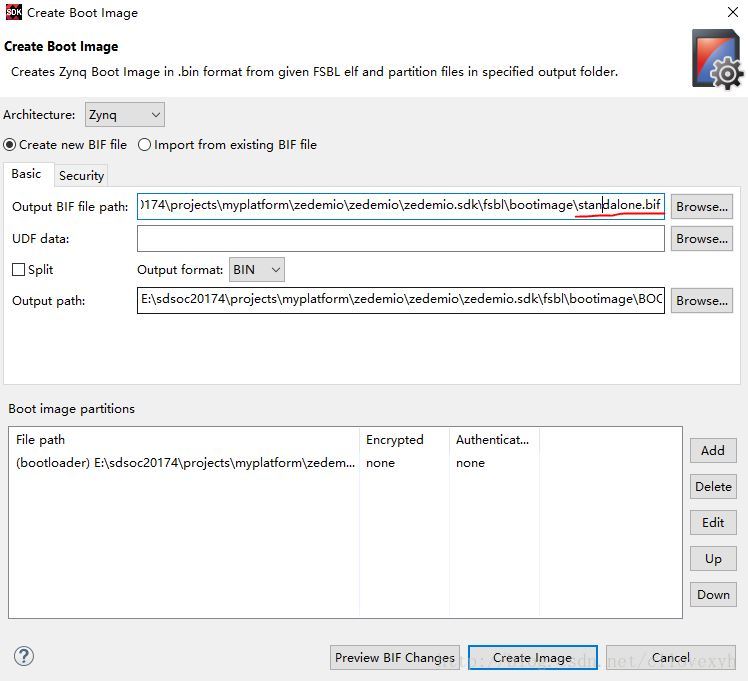 SDK Create Boot Image
Create Boot Image
Creates Zynq Boot Image in .bin format from given FSBL elf and partition files in specified output folder.
Architecture: Zynq
Create new BIF file Import from existing BIF file
Basic Security
Output BIF file path: 0174\projects\myplatform\zedemio\zedemio\zedemio.sdk\fsbl\bootimage\standalone.bif Browse...
UDF data: Browse...
Split Output format: BIN
Output path: E:\sdsoc20174\projects\myplatform\zedemio\zedemio\zedemio.sdk\fsbl\bootimage\BOO Browse...
Boot image partitions
File path Encrypted Authenticat...
(bootloader) E:\sdsoc20174\projects\myplatform\zedem... none none
Add
Delete
Edit
Up
Down
? Preview BIF Changes Create Image Cancel